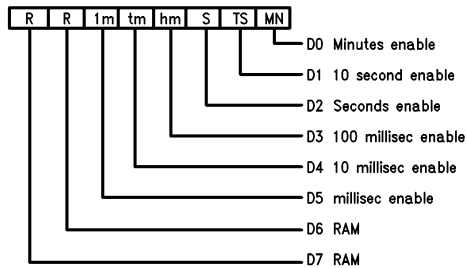 R R 1m tm hm S TS MN
D0 Minutes enable
D1 10 second enable
D2 Seconds enable
D3 100 millisec enable
D4 10 millisec enable
D5 millisec enable
D6 RAM
D7 RAM